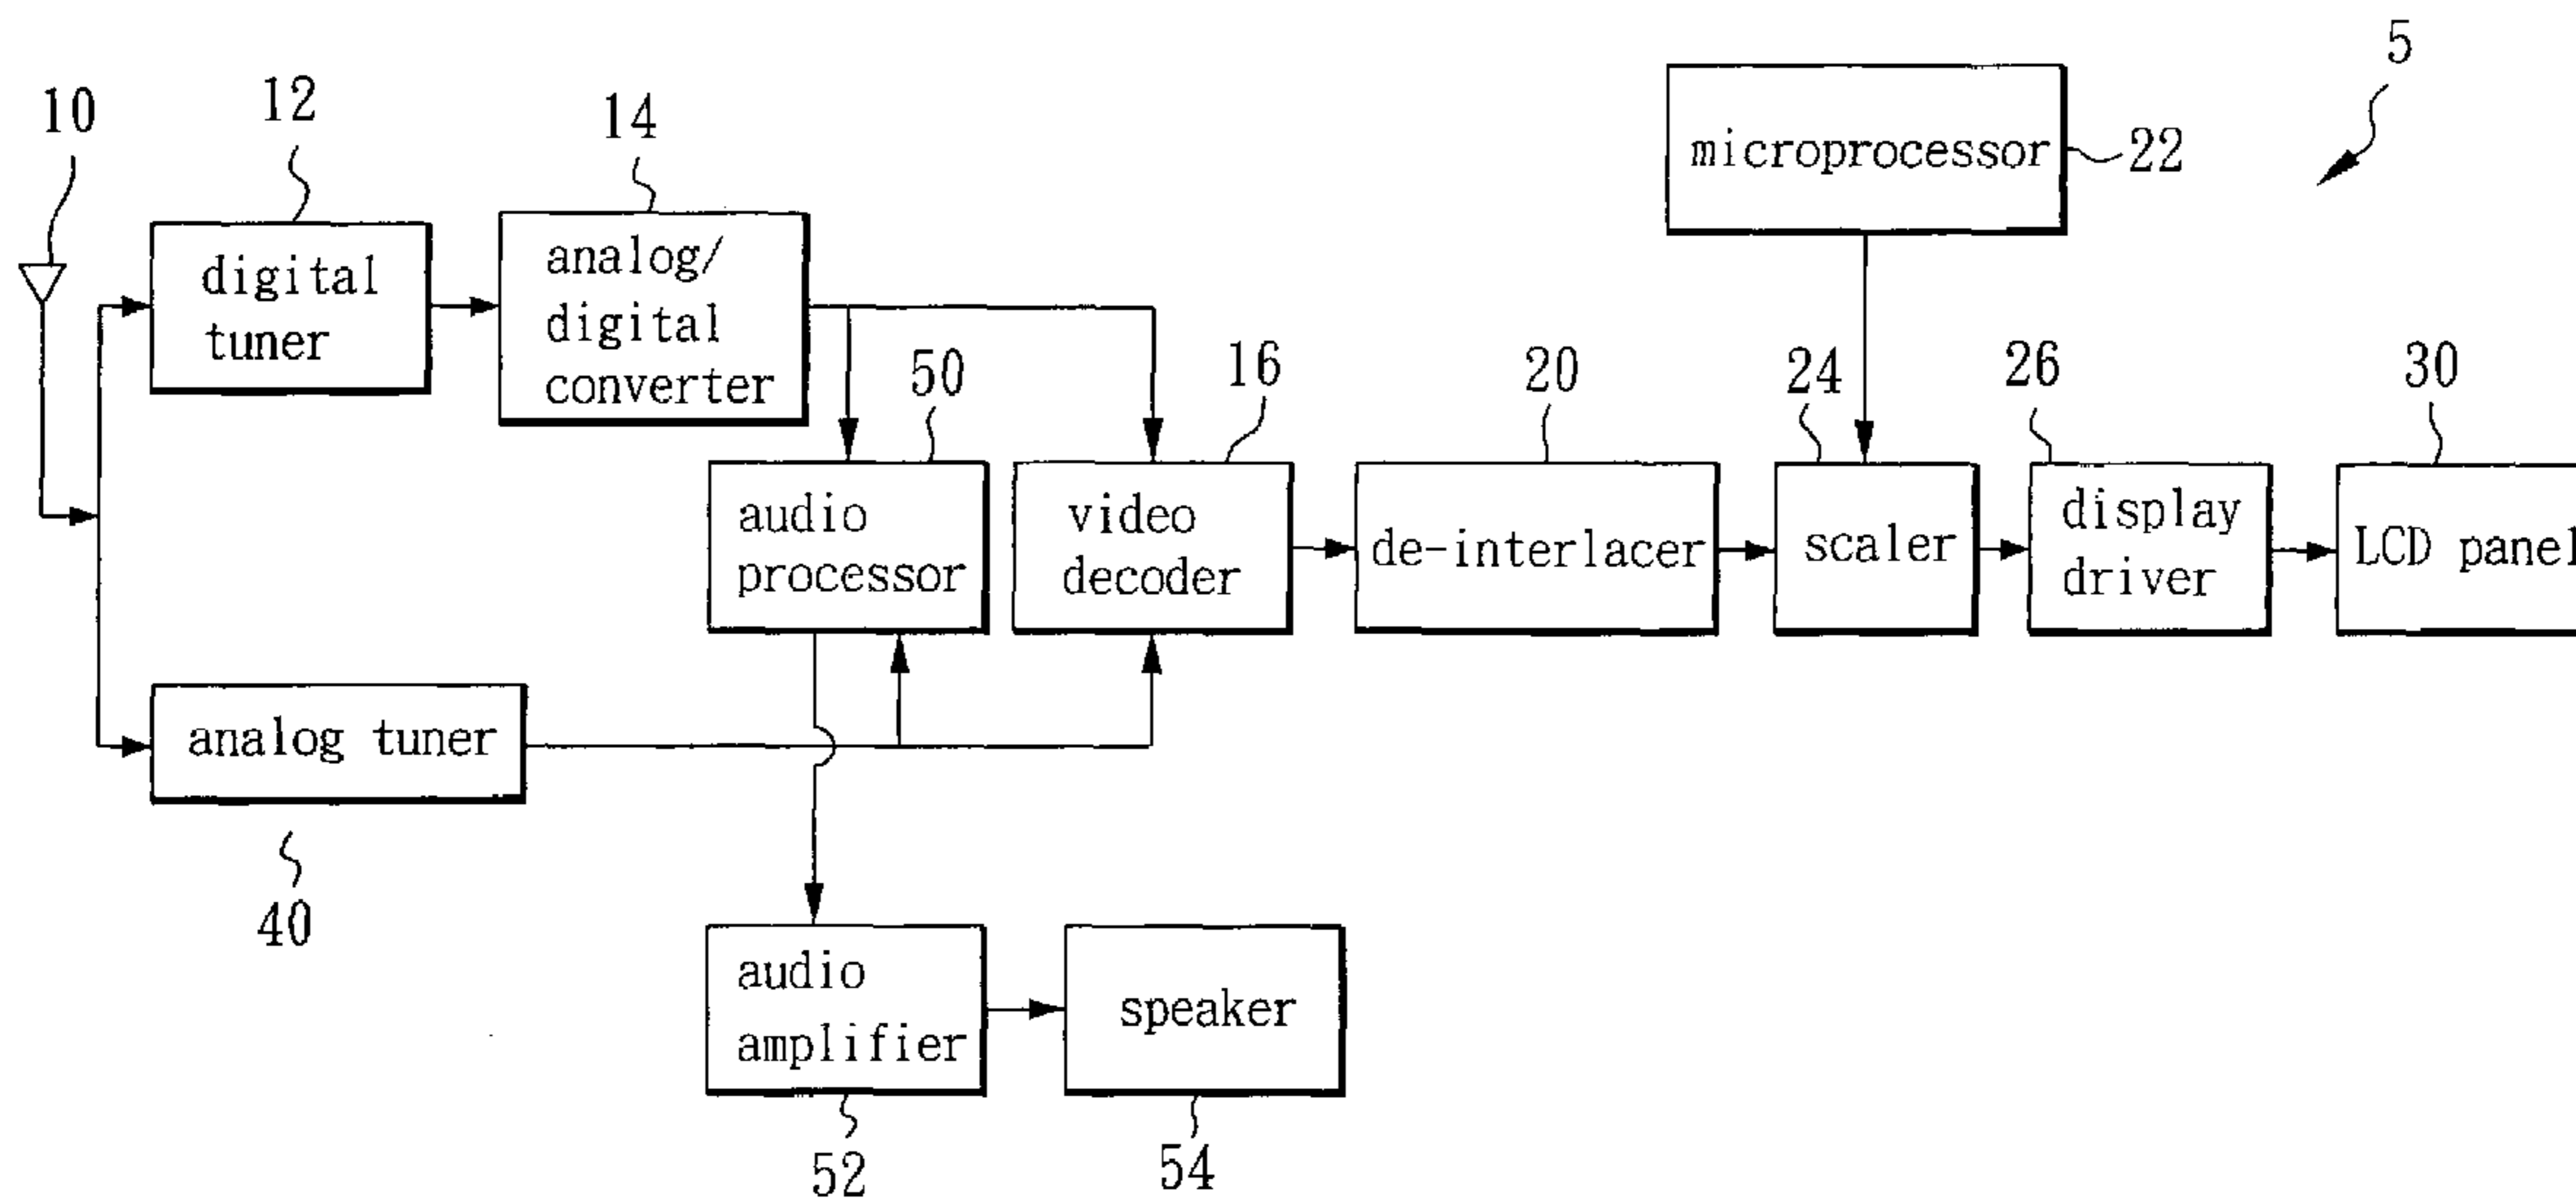 5
10
12
14
microprocessor
22
digital
tuner
analog/
digital
converter
50
16
20
24
26
30
audio
processor
video
decoder
de-interlacer
scaler
display
driver
LCD panel
analog tuner
40
audio
amplifier
speaker
52
54